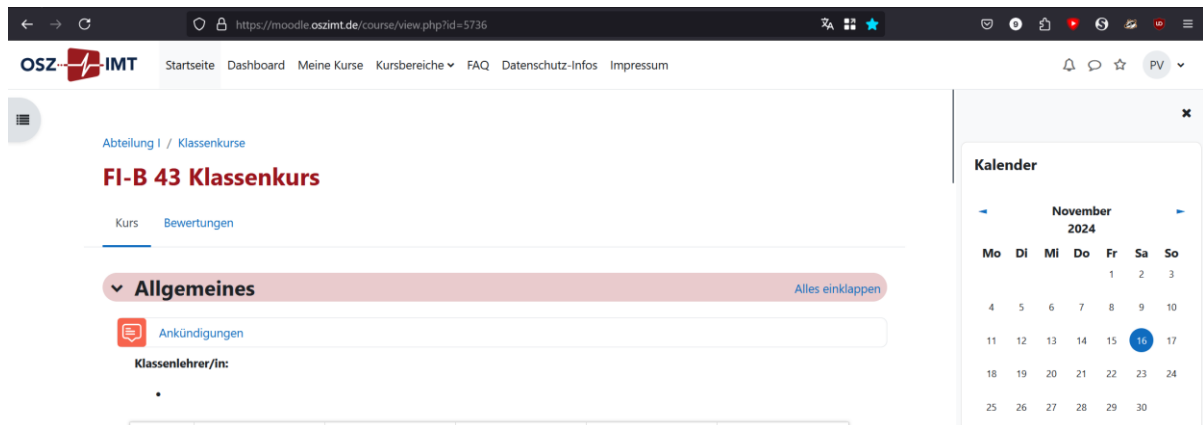 https://moodle.oszimt.de/course/view.php?id=5736
OSZ IMT Startseite Dashboard Meine Kurse Kursbereiche FAQ Datenschutz-Infos Impressum PV
Abteilung I / Klassenkurse
FI-B 43 Klassenkurs
Kurs Bewertungen
Allgemeines Alles einklappen
Ankündigungen
Klassenlehrer/in:
Kalender
November
2024
Mo Di Mi Do Fr Sa So
1 2 3
4 5 6 7 8 9 10
11 12 13 14 15 16 17
18 19 20 21 22 23 24
25 26 27 28 29 30